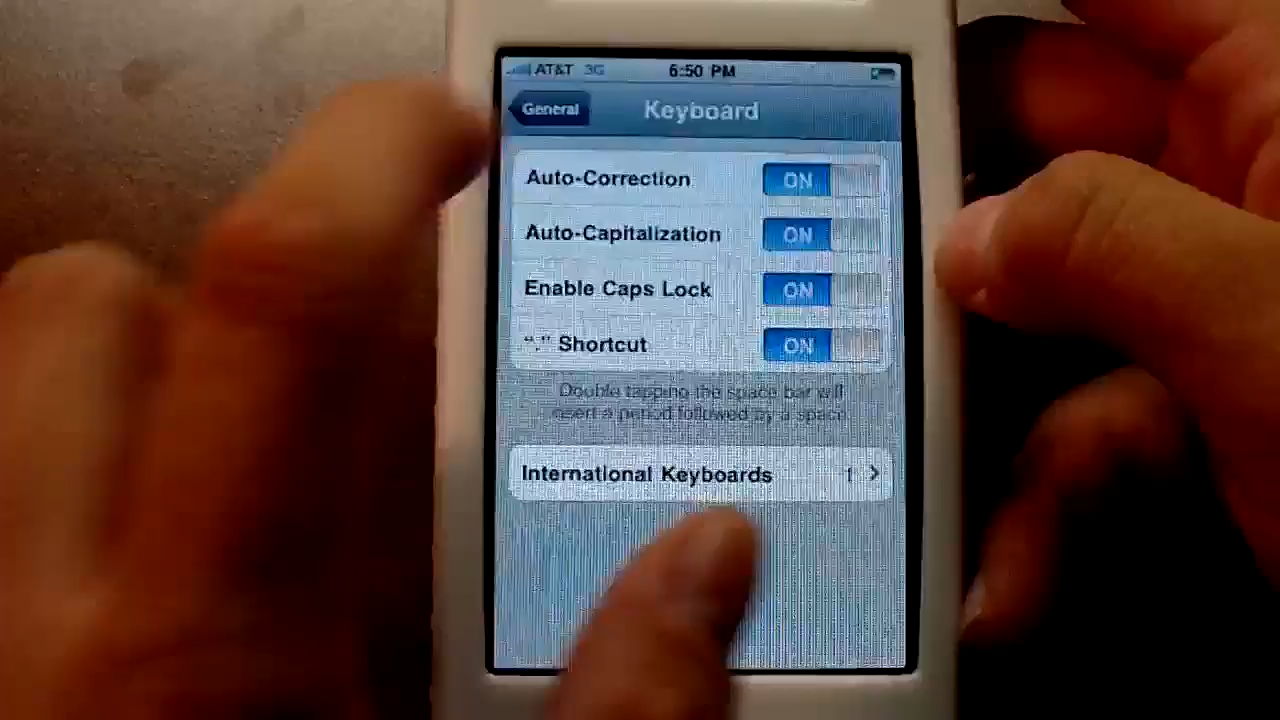 AT&T 3G 6:50 PM
General Keyboard
Auto-Correction ON
Auto-Capitalization ON
Enable Caps Lock ON
“.” Shortcut ON
Double tapping the space bar will
insert a period followed by a space.
International Keyboards 1 >